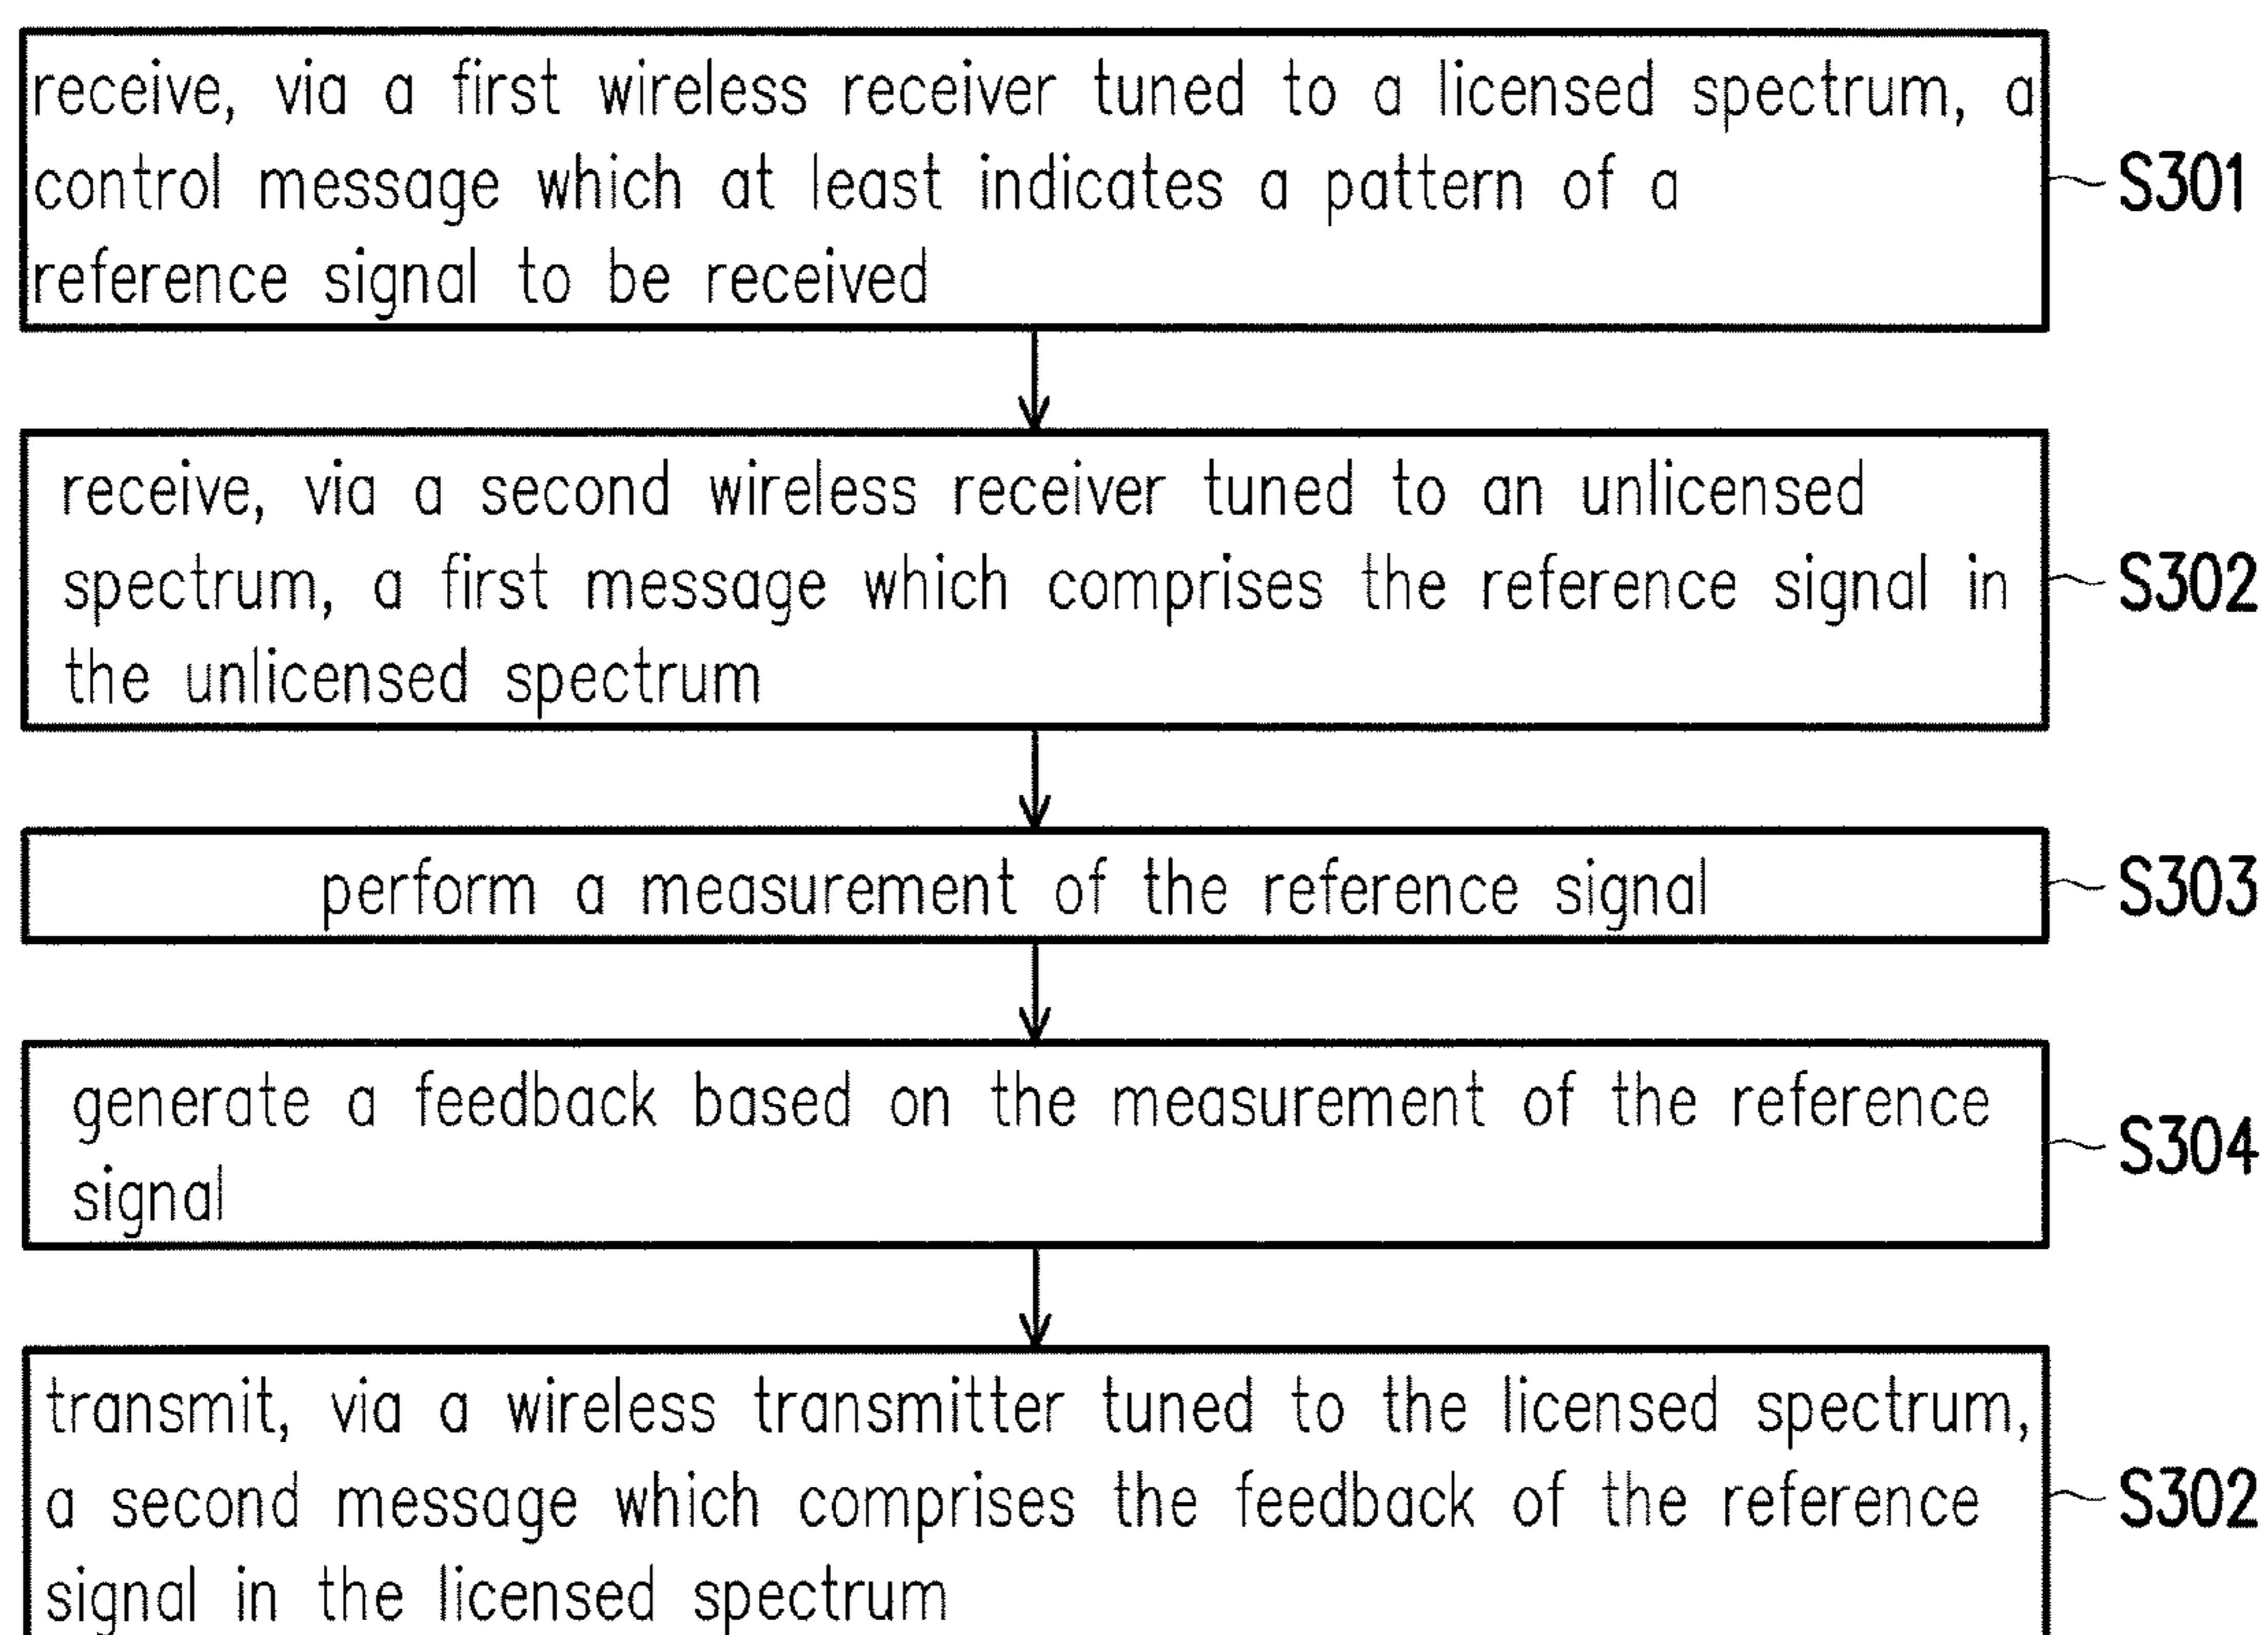 receive, via a first wireless receiver tuned to a licensed spectrum, a
control message which at least indicates a pattern of a
reference signal to be received
S301
receive, via a second wireless receiver tuned to an unlicensed
spectrum, a first message which comprises the reference signal in
the unlicensed spectrum
S302
perform a measurement of the reference signal
S303
generate a feedback based on the measurement of the reference
signal
S304
transmit, via a wireless transmitter tuned to the licensed spectrum,
a second message which comprises the feedback of the reference
signal in the licensed spectrum
S302